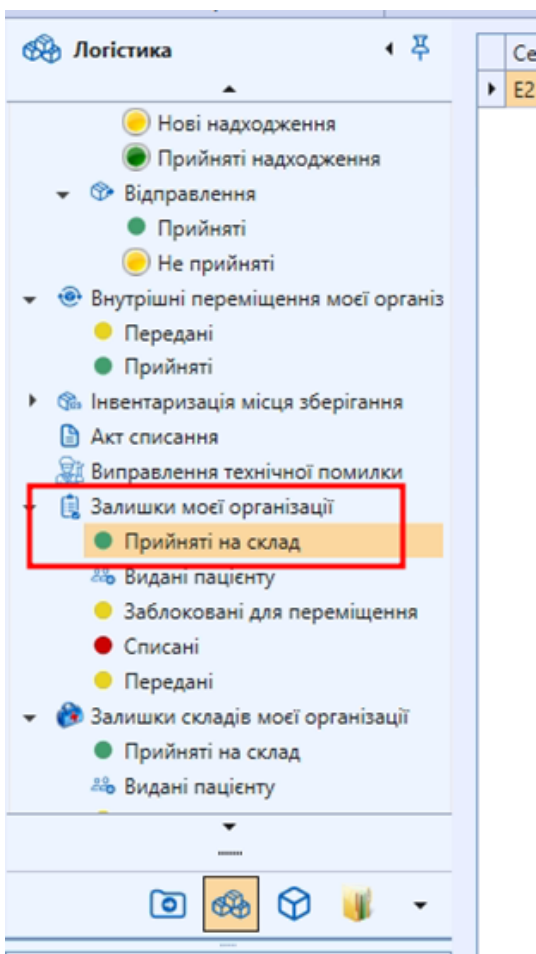 Логістика
Нові надходження
Прийняті надходження
Відправлення
Прийняті
Не прийняті
Внутрішні переміщення моєї організ
Передані
Прийняті
Інвентаризація місця зберігання
Акт списання
Виправлення технічної помилки
Залишки моєї організації
Прийняті на склад
Видані пацієнту
Заблоковані для переміщення
Списані
Передані
Залишки складів моєї організації
Прийняті на склад
Видані пацієнту
Се
E2